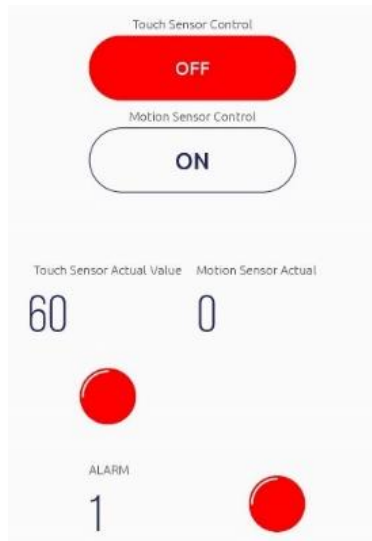 Touch Sensor Control
OFF
Motion Sensor Control
ON
Touch Sensor Actual Value Motion Sensor Actual
60 0
ALARM
1